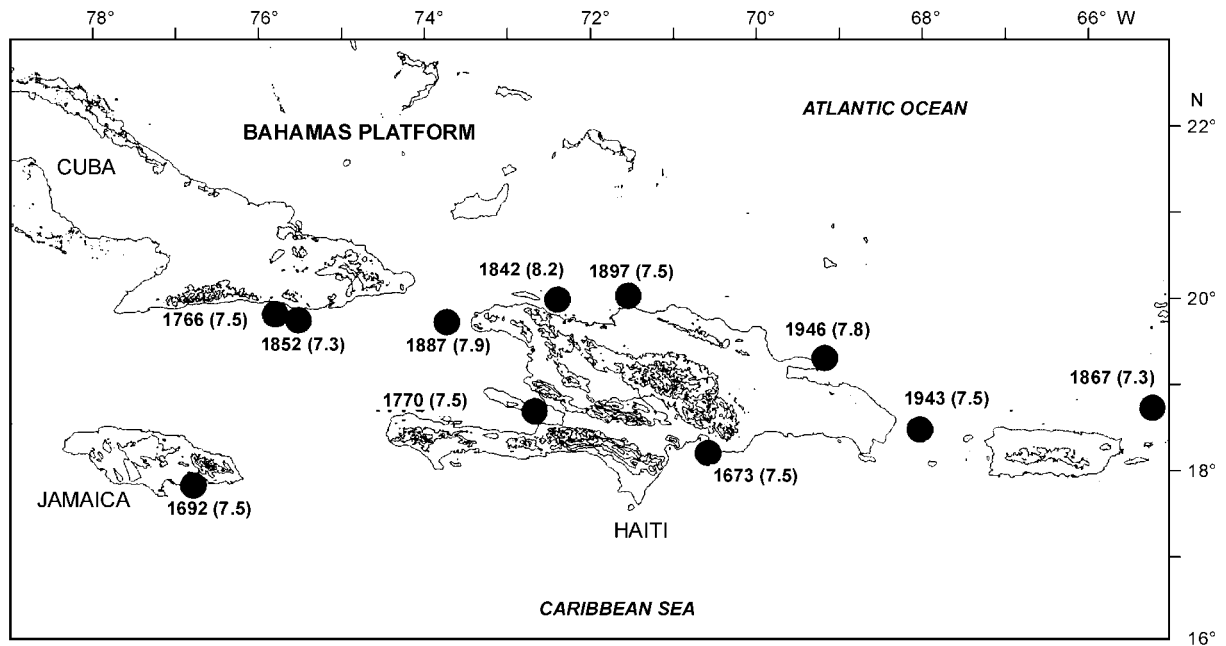 78° 76° 74° 72° 70° 68° 66° W
ATLANTIC OCEAN
N
BAHAMAS PLATFORM
22°
CUBA
1842 (8.2) 1897 (7.5)
20°
1766 (7.5)
1852 (7.3)
1887 (7.9)
1946 (7.8)
1867 (7.3)
1770 (7.5)
1943 (7.5)
18°
1673 (7.5)
JAMAICA
1692 (7.5)
HAITI
CARIBBEAN SEA
16°